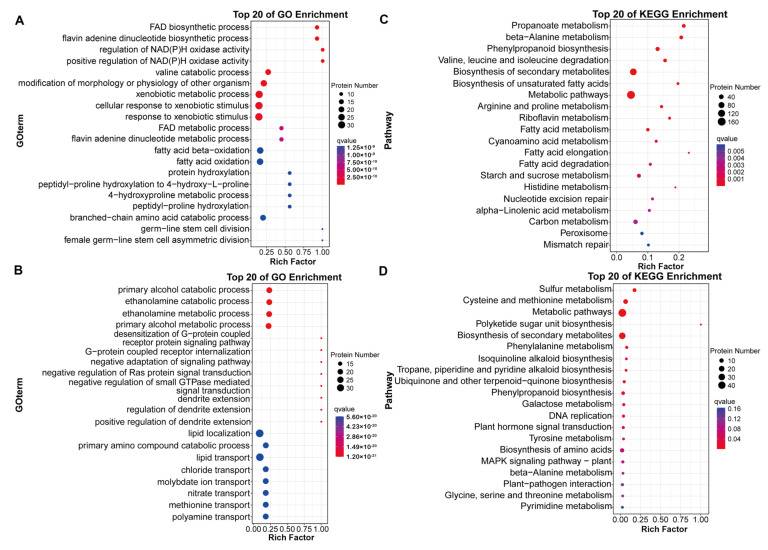 A
Top 20 of GO Enrichment
FAD biosynthetic process
flavin adenine dinucleotide biosynthetic process
regulation of NAD(P)H oxidase activity
positive regulation of NAD(P)H oxidase activity
valine catabolic process
modification of morphology or physiology of other organism
xenobiotic metabolic process
cellular response to xenobiotic stimulus
response to xenobiotic stimulus
FAD metabolic process
flavin adenine dinucleotide metabolic process
fatty acid beta-oxidation
fatty acid oxidation
protein hydroxylation
peptidyl-proline hydroxylation to 4-hydroxy-L-proline
4-hydroxyproline metabolic process
peptidyl-proline hydroxylation
branched-chain amino acid catabolic process
germ-line stem cell division
female germ-line stem cell asymmetric division
GOterm
0.00 0.25 0.50 0.75 1.00
Rich Factor
Protein Number
10
15
20
25
30
qvalue
C
Top 20 of KEGG Enrichment
Propanoate metabolism
beta-Alanine metabolism
Phenylpropanoid biosynthesis
Valine, leucine and isoleucine degradation
Biosynthesis of secondary metabolites
Biosynthesis of unsaturated fatty acids
Metabolic pathways
Arginine and proline metabolism
Riboflavin metabolism
Fatty acid metabolism
Cyanoamino acid metabolism
Fatty acid elongation
Fatty acid degradation
Starch and sucrose metabolism
Histidine metabolism
Nucleotide excision repair
alpha-Linolenic acid metabolism
Carbon metabolism
Peroxisome
Mismatch repair
Pathway
0.0 0.1 0.2
Rich Factor
Protein Number
40
80
120
160
qvalue
0.005
0.004
0.003
0.002
0.001
B
Top 20 of GO Enrichment
primary alcohol catabolic process
ethanolamine catabolic process
ethanolamine metabolic process
primary alcohol metabolic process
desensitization of G-protein coupled
receptor protein signaling pathway
G-protein coupled receptor internalization
negative adaptation of signaling pathway
negative regulation of Ras protein signal transduction
negative regulation of small GTPase mediated
signal transduction
dendrite extension
regulation of dendrite extension
positive regulation of dendrite extension
lipid localization
primary amino compound catabolic process
lipid transport
chloride transport
molybdate ion transport
nitrate transport
methionine transport
polyamine transport
GOterm
0.00 0.25 0.50 0.75 1.00
Rich Factor
Protein Number
15
20
25
30
qvalue
D
Top 20 of KEGG Enrichment
Sulfur metabolism
Cysteine and methionine metabolism
Metabolic pathways
Polyketide sugar unit biosynthesis
Biosynthesis of secondary metabolites
Phenylalanine metabolism
Isoquinoline alkaloid biosynthesis
Tropane, piperidine and pyridine alkaloid biosynthesis
Ubiquinone and other terpenoid-quinone biosynthesis
Phenylpropanoid biosynthesis
Galactose metabolism
DNA replication
Plant hormone signal transduction
Tyrosine metabolism
Biosynthesis of amino acids
MAPK signaling pathway - plant
beta-Alanine metabolism
Plant-pathogen interaction
Glycine, serine and threonine metabolism
Pyrimidine metabolism
Pathway
0.00 0.25 0.50 0.75 1.00
Rich Factor
Protein Number
10
20
30
40
qvalue
0.16
0.12
0.08
0.04